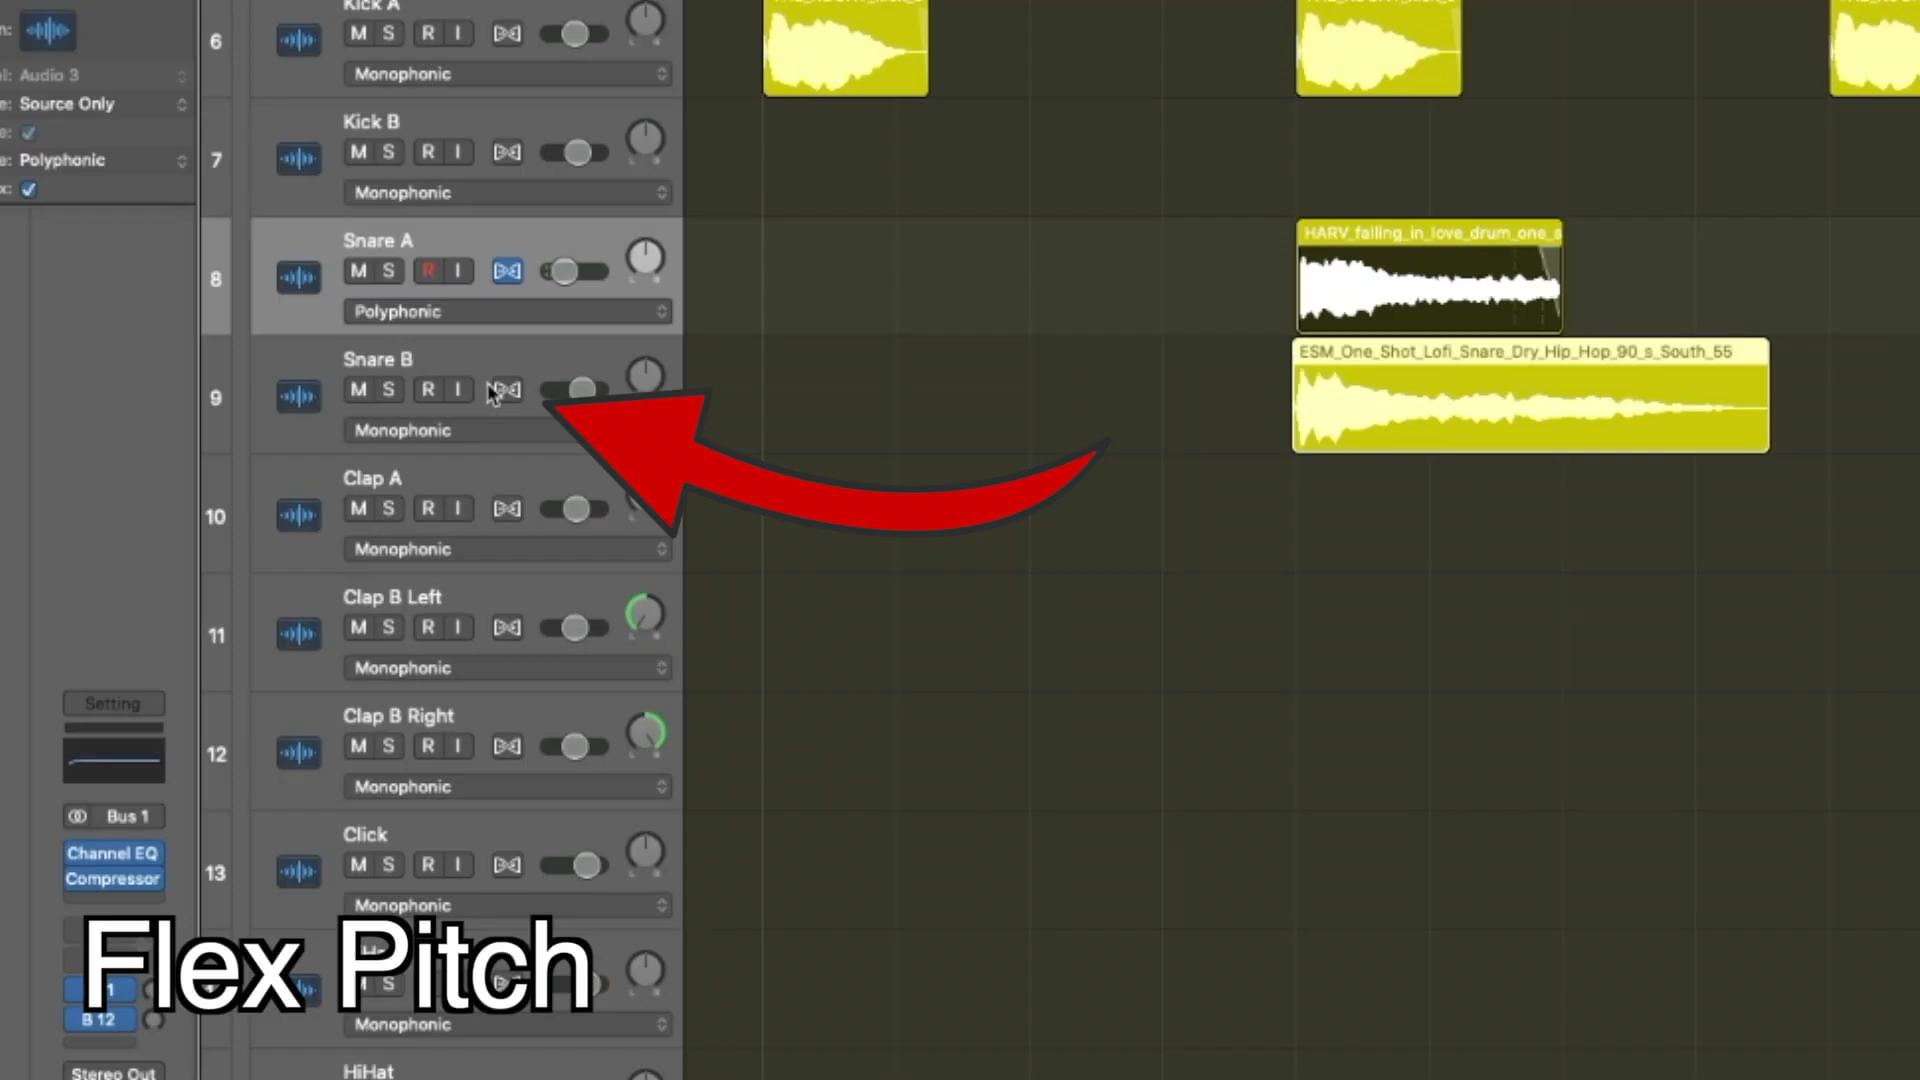 Kick A
6
M S R I
Monophonic
Audio 3
Source Only
Polyphonic
Kick B
7
M S R I
Monophonic
Snare A
8
M S R I
Polyphonic
HARV_falling_in_love_drum_one_s
Snare B
9
M S R I
Monophonic
ESM_One_Shot_Lofi_Snare_Dry_Hip_Hop_90_s_South_55
Clap A
10
M S R I
Monophonic
Clap B Left
11
M S R I
Monophonic
Clap B Right
12
M S R I
Monophonic
Click
13
M S R I
Monophonic
Setting
Bus 1
Channel EQ
Compressor
Flex Pitch
B 12
S
Monophonic
HiHat
Stereo Out